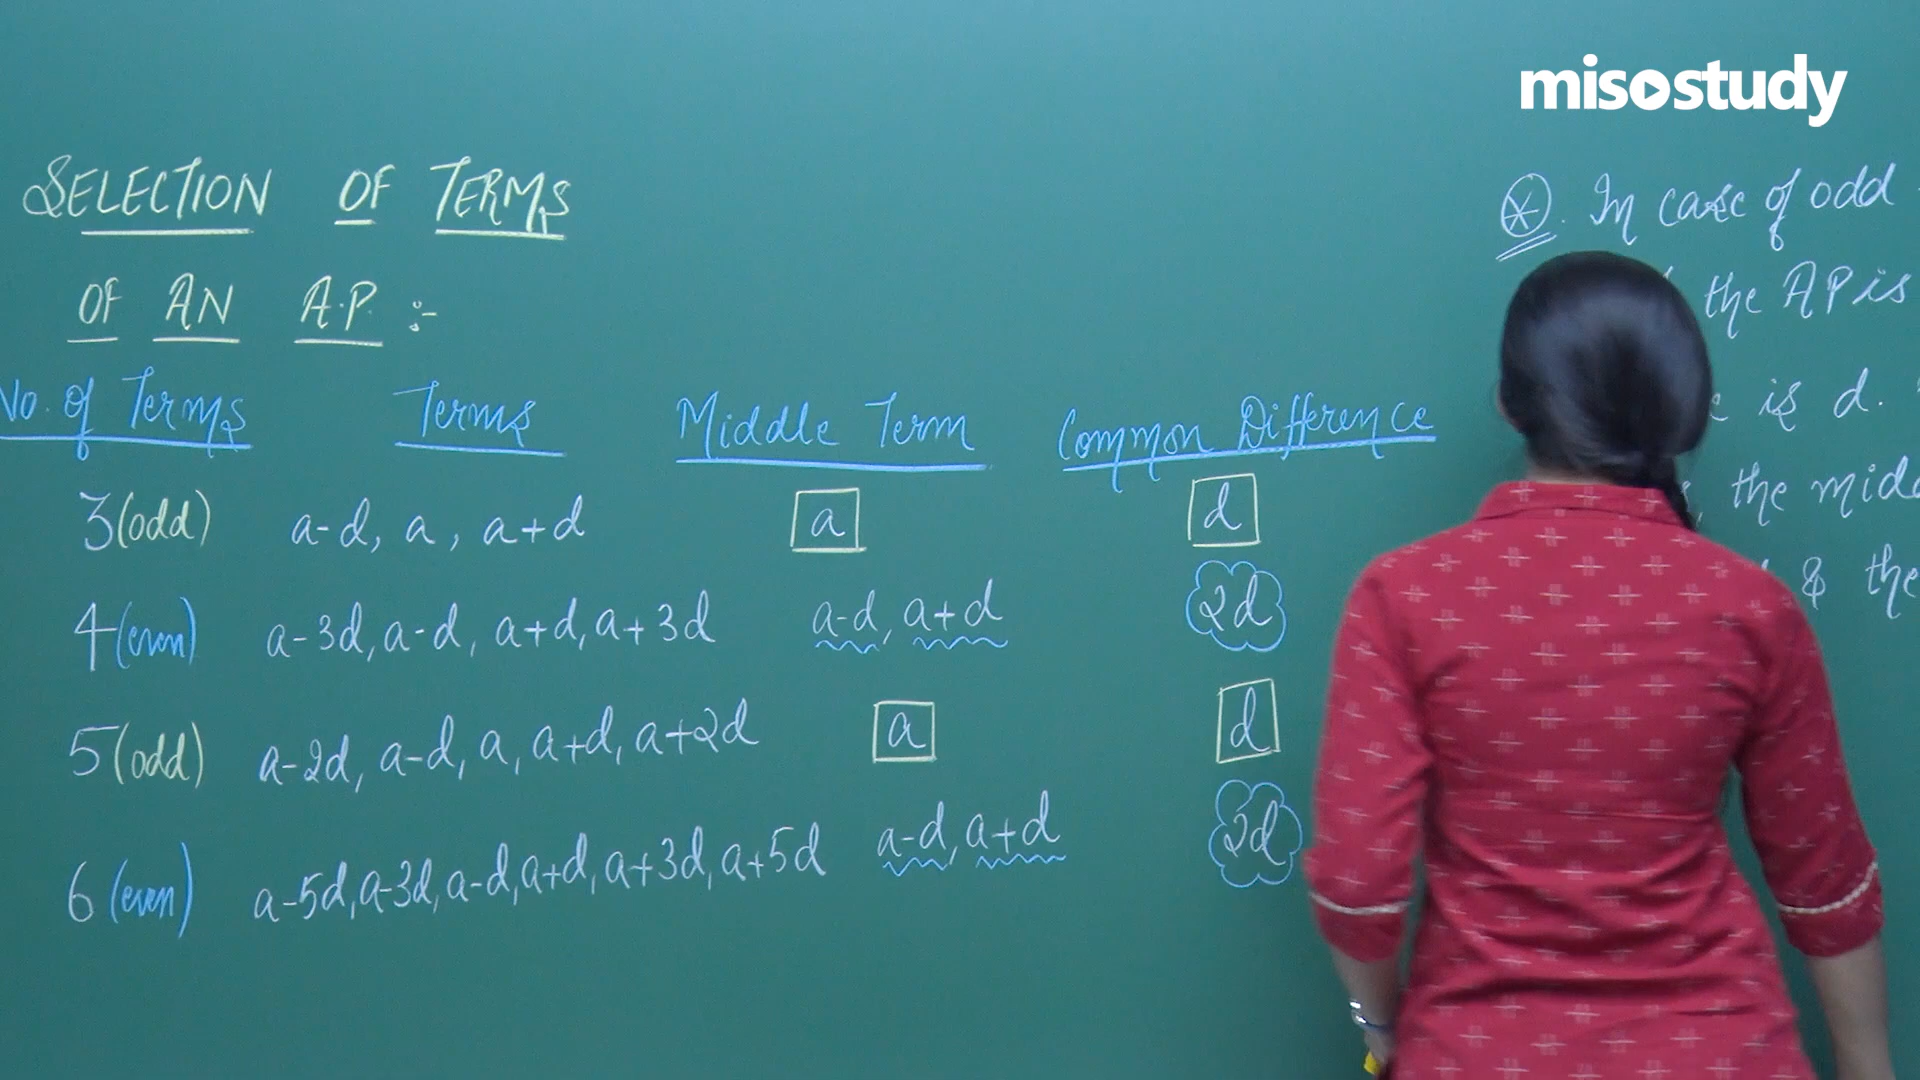 misostudy
SELECTION OF TERMS
OF AN A.P. :-
No. of Terms Terms Middle Term Common Difference
3(odd) a-d, a, a+d a d
4(even) a-3d, a-d, a+d, a+3d a-d, a+d 2d
5(odd) a-2d, a-d, a, a+d, a+2d a d
6(even) a-5d, a-3d, a-d, a+d, a+3d, a+5d a-d, a+d 2d
*. In case of odd
the AP is
is d.
, the
& the